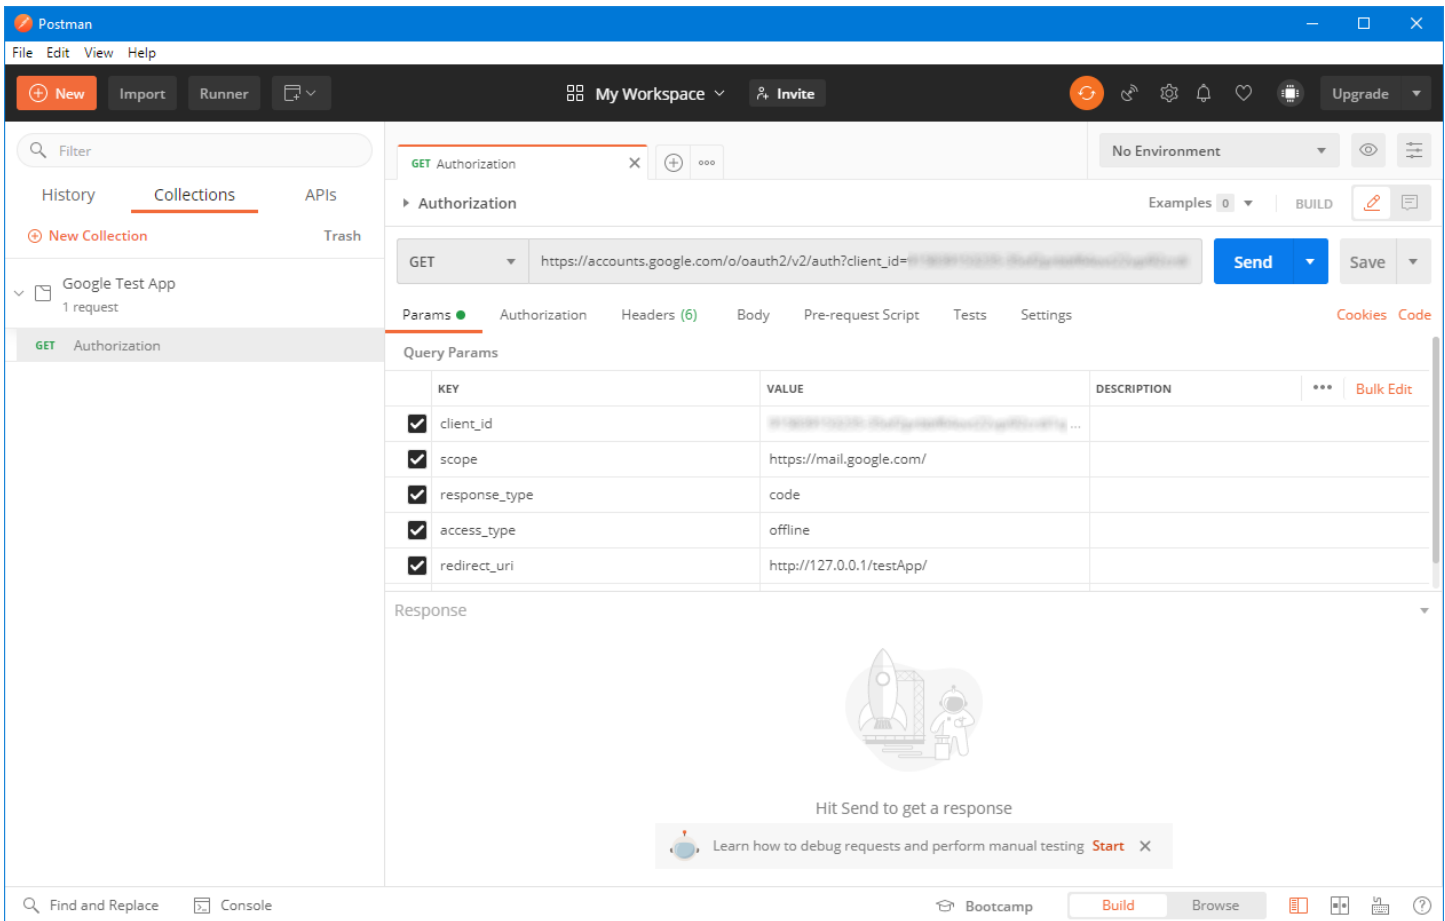 Postman
File Edit View Help
New Import Runner My Workspace Invite Upgrade
Filter
History Collections APIs
New Collection Trash
Google Test App
1 request
GET Authorization
GET Authorization
No Environment
Authorization Examples 0 BUILD
GET https://accounts.google.com/o/oauth2/v2/auth?client_id= Send Save
Params Authorization Headers (6) Body Pre-request Script Tests Settings Cookies Code
Query Params
KEY VALUE DESCRIPTION Bulk Edit
client_id ...
scope https://mail.google.com/
response_type code
access_type offline
redirect_uri http://127.0.0.1/testApp/
Response
Hit Send to get a response
Learn how to debug requests and perform manual testing Start
Find and Replace Console Bootcamp Build Browse